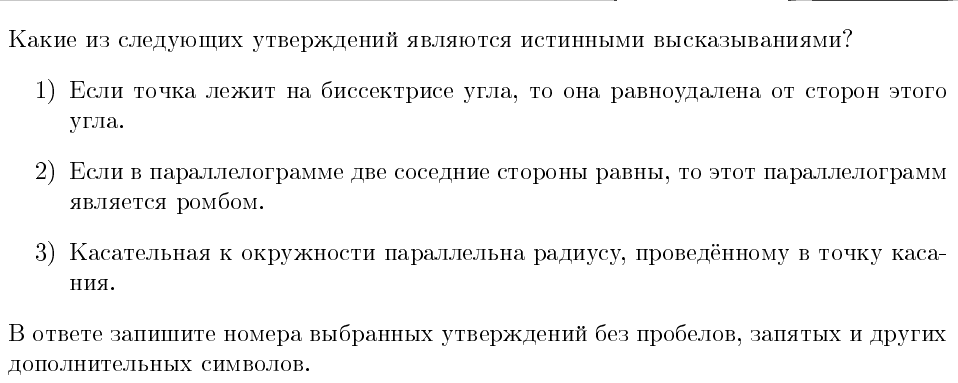 Какие из следующих утверждений являются истинными высказываниями?
1) Если точка лежит на биссектрисе угла, то она равноудалена от сторон этого
угла.
2) Если в параллелограмме две соседние стороны равны, то этот параллелограмм
является ромбом.
3) Касательная к окружности параллельна радиусу, проведённому в точку каса-
ния.
В ответе запишите номера выбранных утверждений без пробелов, запятых и других
дополнительных символов.